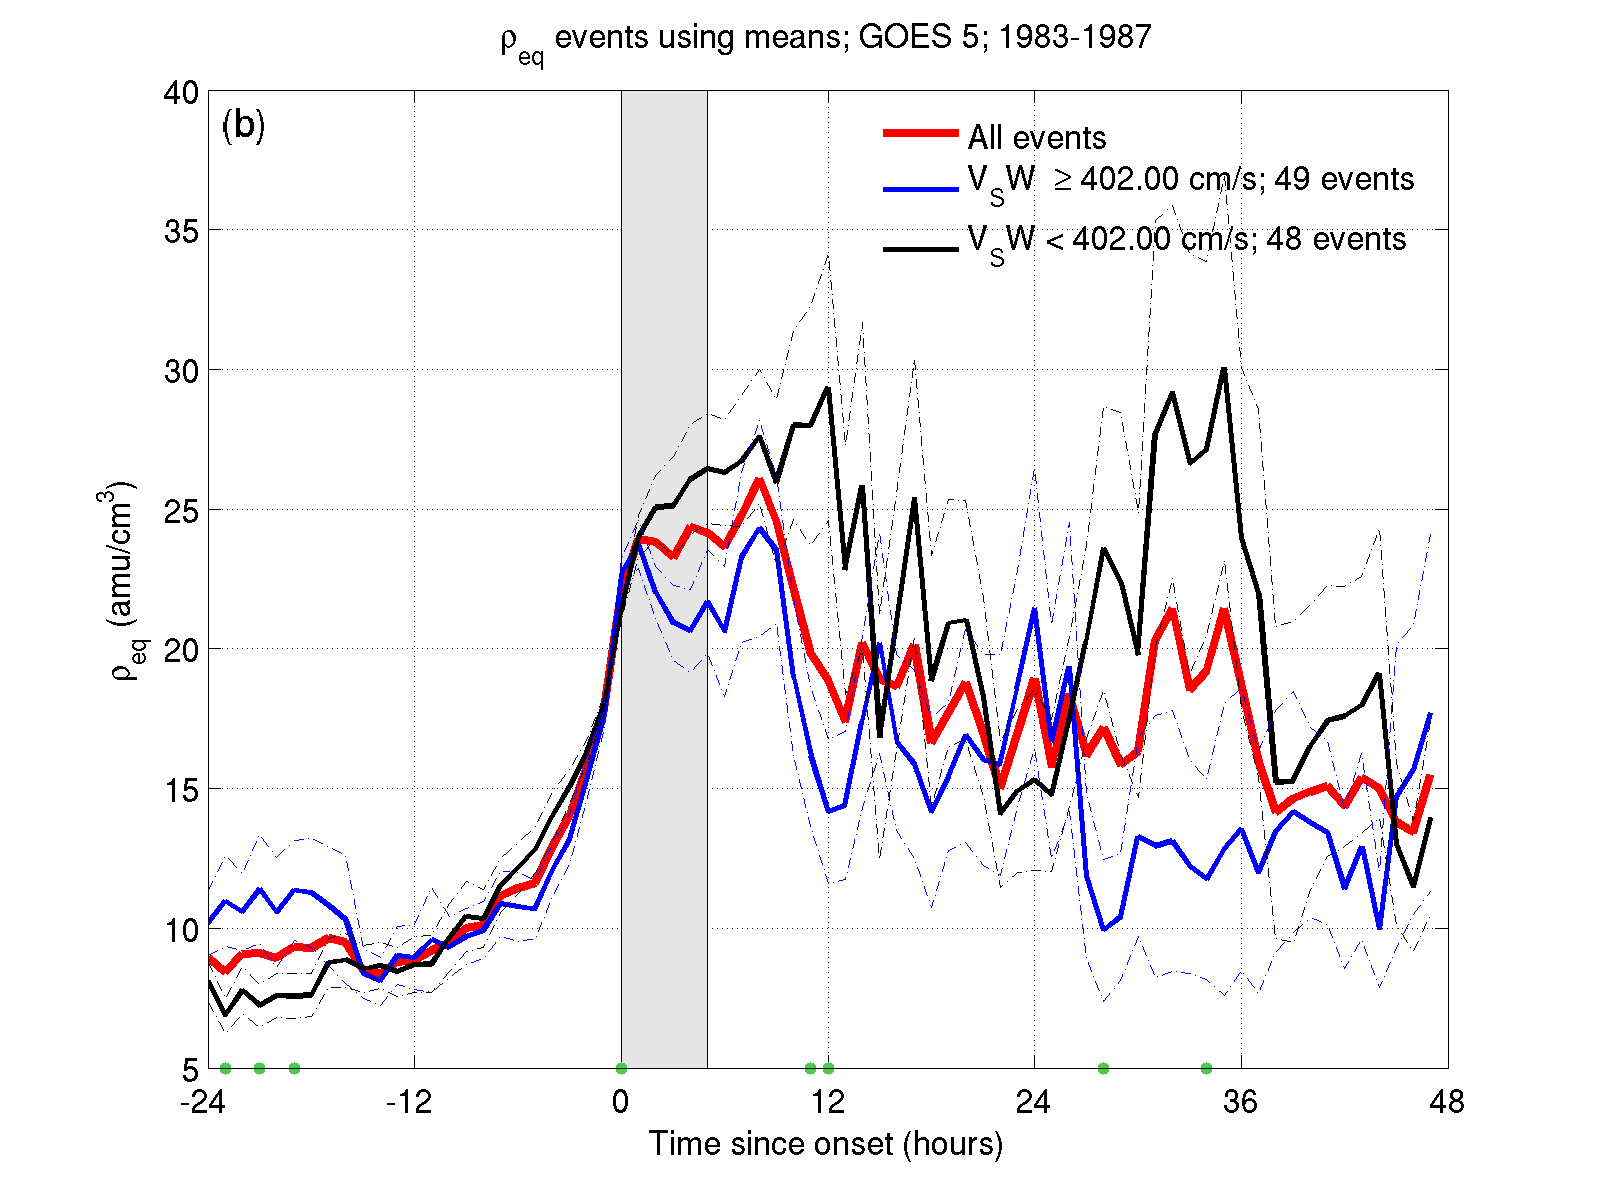 ρeq events using means; GOES 5; 1983-1987
(b)
All events
VSW ≥ 402.00 cm/s; 49 events
VSW < 402.00 cm/s; 48 events
40
35
30
25
20
15
10
5
ρeq (amu/cm3)
-24 -12 0 12 24 36 48
Time since onset (hours)